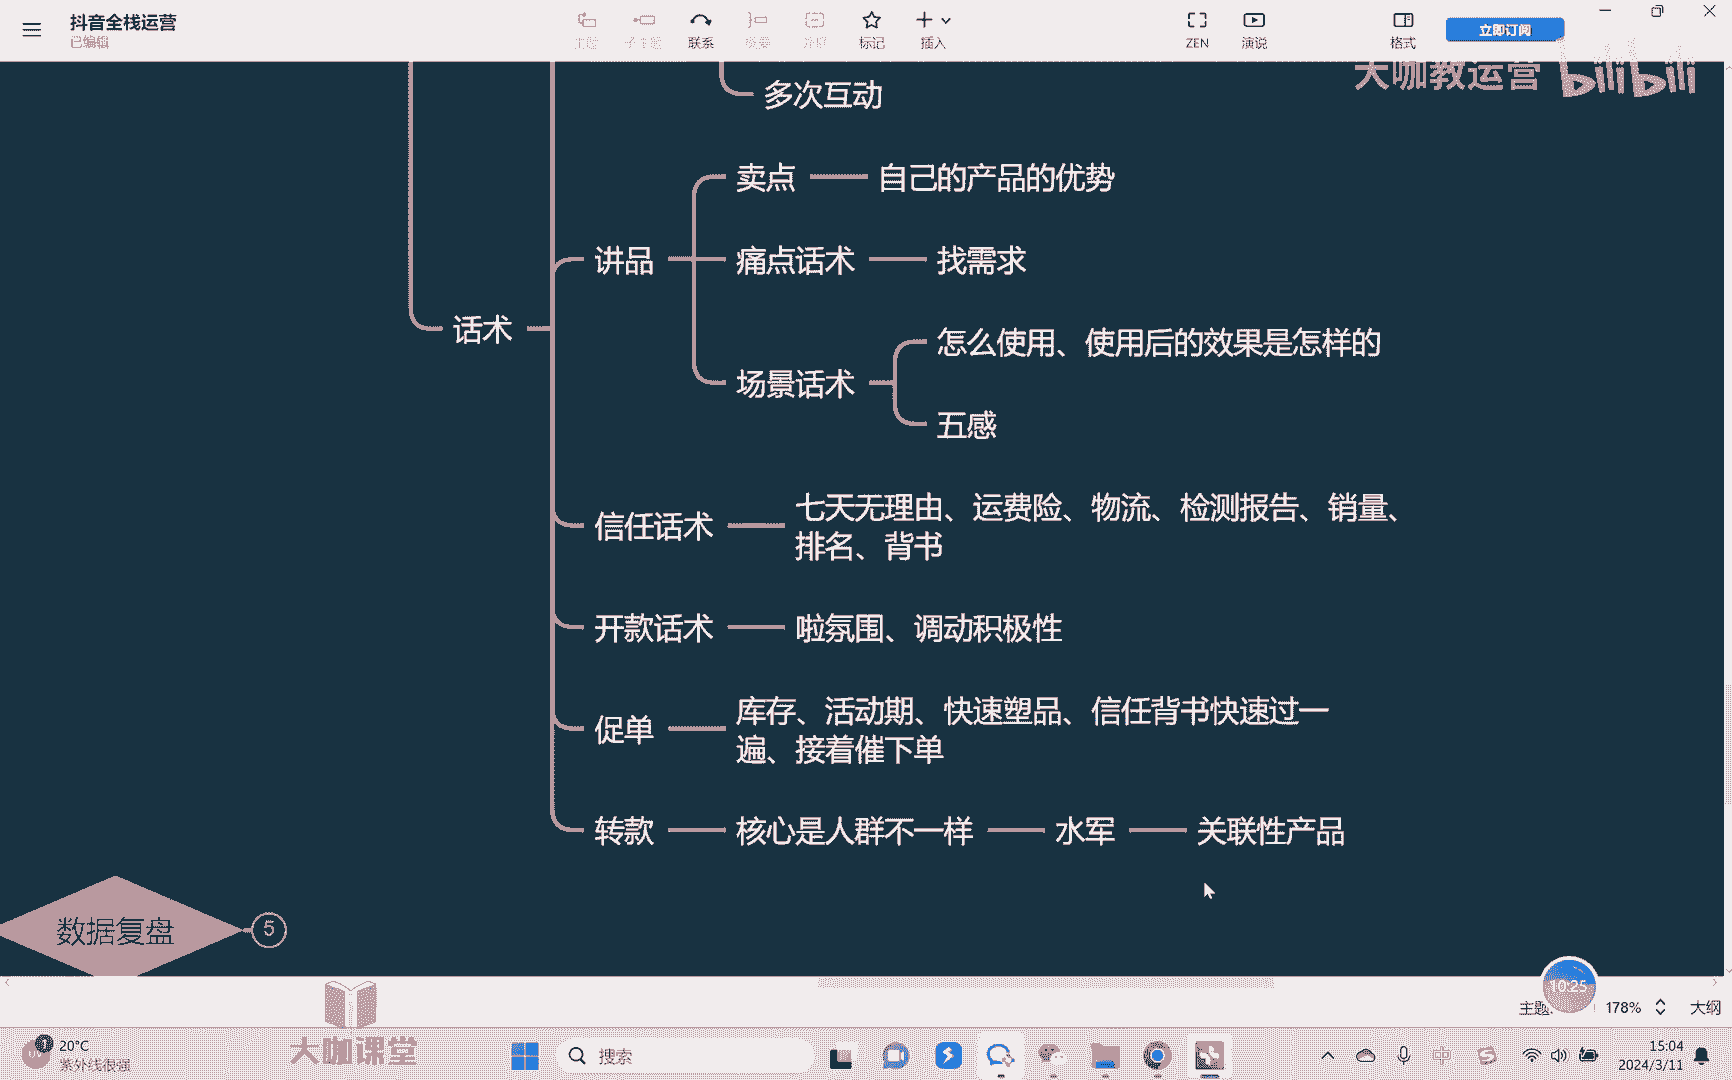 抖音全栈运营
已编辑
主题
子主题
联系
概要
外框
标记
插入
ZEN
演说
格式
立即订阅
大咖教运营 bilibili
多次互动
卖点
自己的产品的优势
讲品
痛点话术
找需求
话术
怎么使用、使用后的效果是怎样的
场景话术
五感
信任话术
七天无理由、运费险、物流、检测报告、销量、
排名、背书
开款话术
啦氛围、调动积极性
促单
库存、活动期、快速塑品、信任背书快速过一
遍、接着催下单
转款
核心是人群不一样
水军
关联性产品
数据复盘
5
10:25
主题:
178%
大纲
大咖课堂
20°C
紫外线很强
搜索
中
15:04
2024/3/11